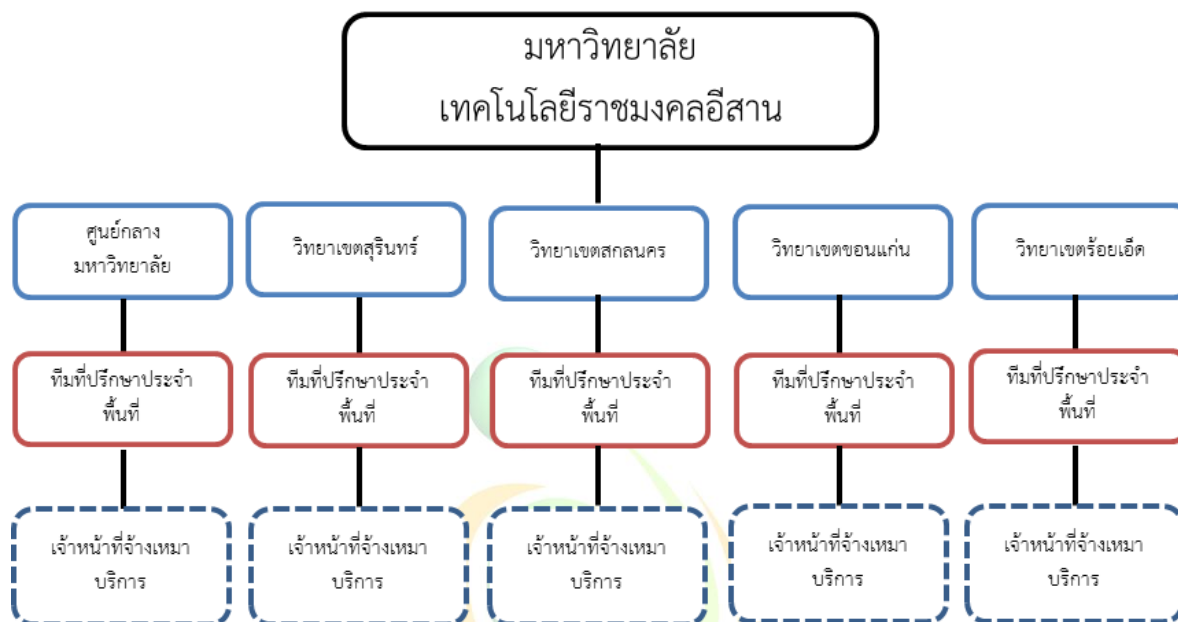 มหาวิทยาลัย
เทคโนโลยีราชมงคลอีสาน
ศูนย์กลาง
มหาวิทยาลัย
วิทยาเขตสุรินทร์
วิทยาเขตสกลนคร
วิทยาเขตขอนแก่น
วิทยาเขตร้อยเอ็ด
ทีมที่ปรึกษาประจำ
พื้นที่
ทีมที่ปรึกษาประจำ
พื้นที่
ทีมที่ปรึกษาประจำ
พื้นที่
ทีมที่ปรึกษาประจำ
พื้นที่
ทีมที่ปรึกษาประจำ
พื้นที่
เจ้าหน้าที่จ้างเหมา
บริการ
เจ้าหน้าที่จ้างเหมา
บริการ
เจ้าหน้าที่จ้างเหมา
บริการ
เจ้าหน้าที่จ้างเหมา
บริการ
เจ้าหน้าที่จ้างเหมา
บริการ